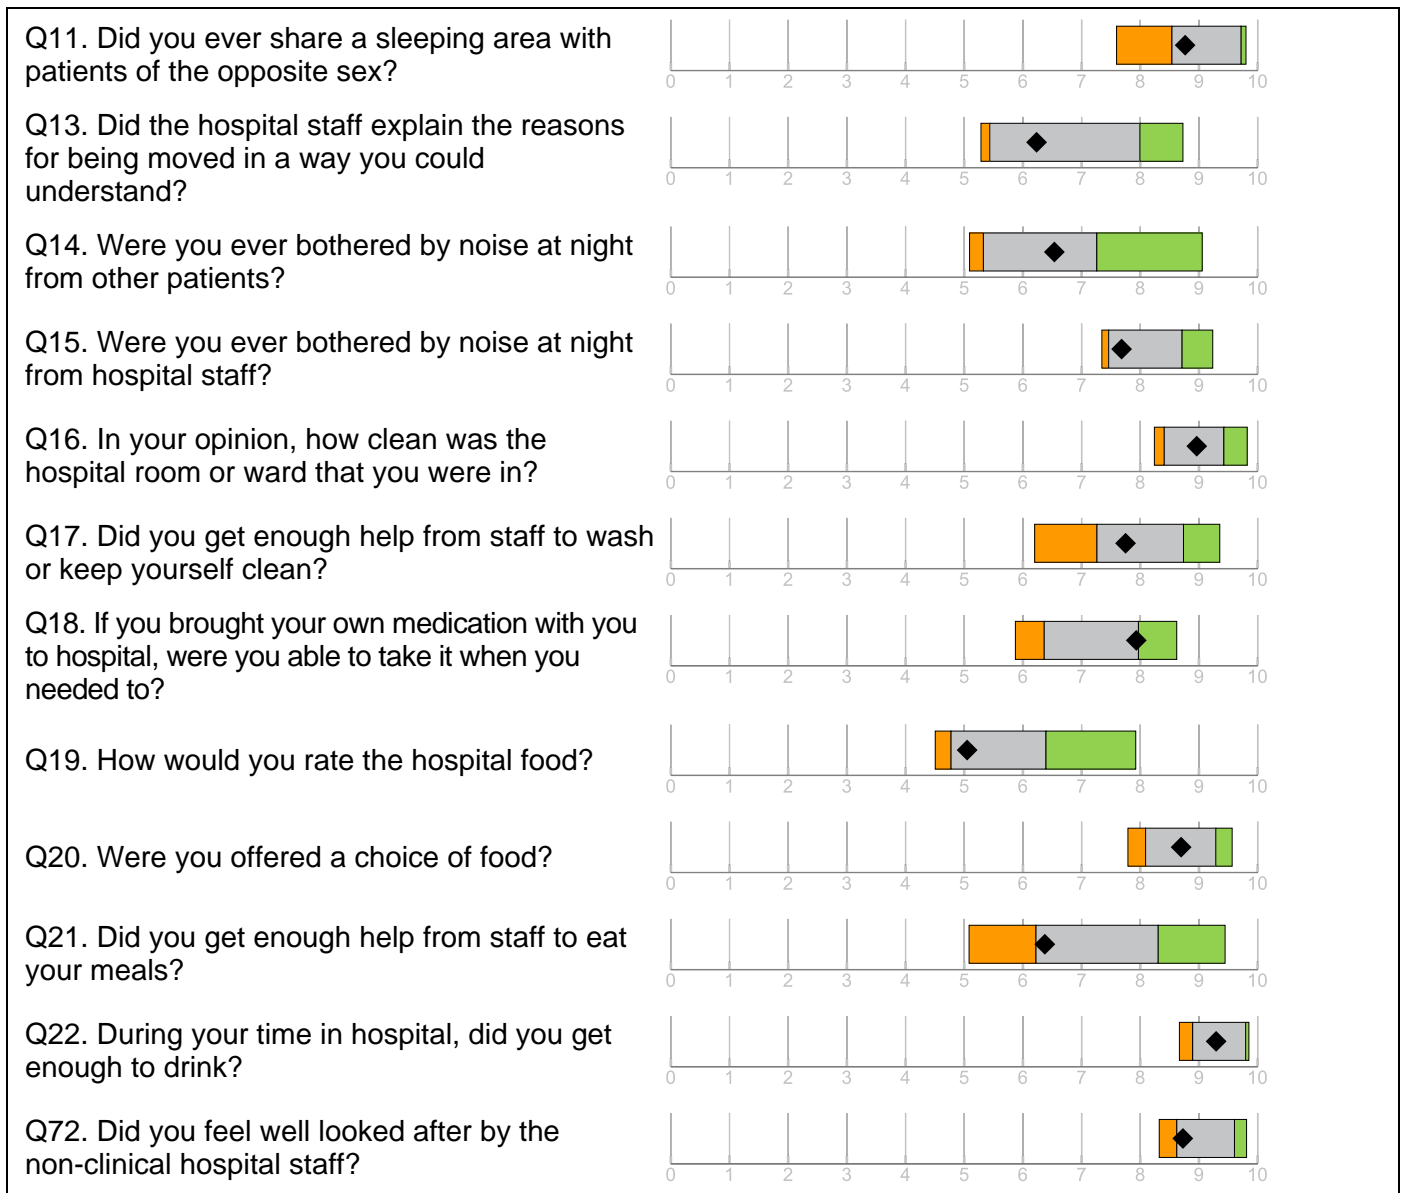 Q11. Did you ever share a sleeping area with
patients of the opposite sex?
0 1 2 3 4 5 6 7 8 9 10
Q13. Did the hospital staff explain the reasons
for being moved in a way you could
understand?
0 1 2 3 4 5 6 7 8 9 10
Q14. Were you ever bothered by noise at night
from other patients?
0 1 2 3 4 5 6 7 8 9 10
Q15. Were you ever bothered by noise at night
from hospital staff?
0 1 2 3 4 5 6 7 8 9 10
Q16. In your opinion, how clean was the
hospital room or ward that you were in?
0 1 2 3 4 5 6 7 8 9 10
Q17. Did you get enough help from staff to wash
or keep yourself clean?
0 1 2 3 4 5 6 7 8 9 10
Q18. If you brought your own medication with you
to hospital, were you able to take it when you
needed to?
0 1 2 3 4 5 6 7 8 9 10
Q19. How would you rate the hospital food?
0 1 2 3 4 5 6 7 8 9 10
Q20. Were you offered a choice of food?
0 1 2 3 4 5 6 7 8 9 10
Q21. Did you get enough help from staff to eat
your meals?
0 1 2 3 4 5 6 7 8 9 10
Q22. During your time in hospital, did you get
enough to drink?
0 1 2 3 4 5 6 7 8 9 10
Q72. Did you feel well looked after by the
non-clinical hospital staff?
0 1 2 3 4 5 6 7 8 9 10